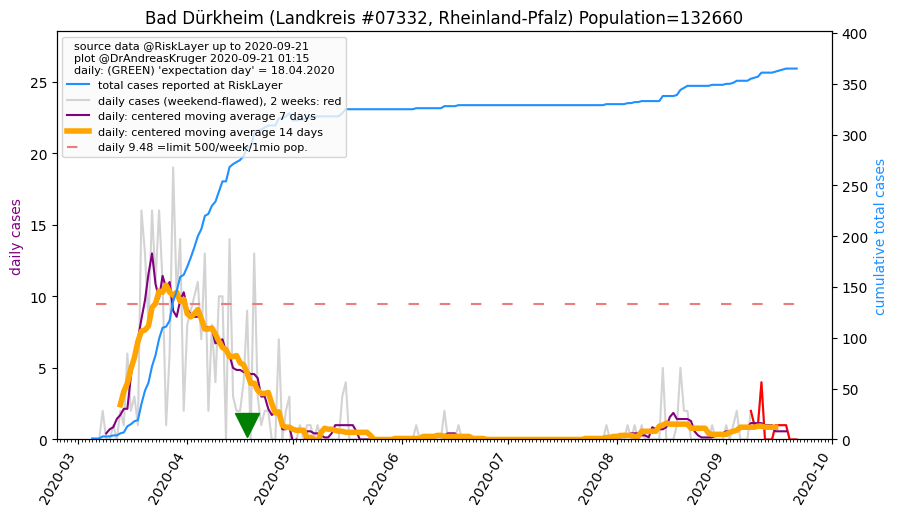 Bad Dürkheim (Landkreis #07332, Rheinland-Pfalz) Population=132660
source data @RiskLayer up to 2020-09-21
plot @DrAndreasKruger 2020-09-21 01:15
daily: (GREEN) 'expectation day' = 18.04.2020
total cases reported at RiskLayer
daily cases (weekend-flawed), 2 weeks: red
daily: centered moving average 7 days
daily: centered moving average 14 days
daily 9.48 =limit 500/week/1mio pop.
daily cases
25
20
15
10
5
0
cumulative total cases
400
350
300
250
200
150
100
50
0
2020-03
2020-04
2020-05
2020-06
2020-07
2020-08
2020-09
2020-10